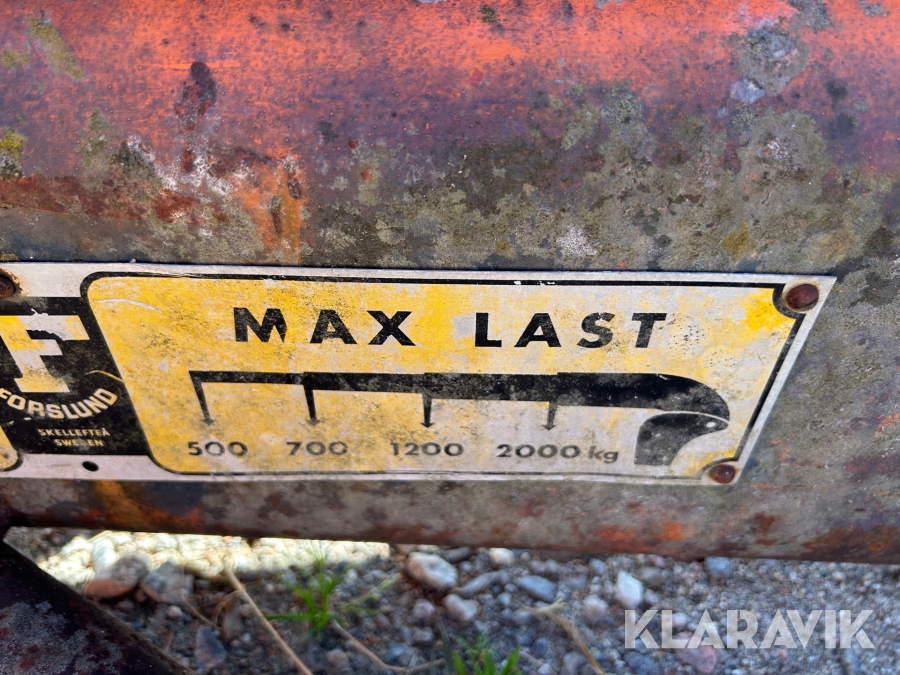 MAX LAST
500 700 1200 2000 kg
F
FORSLUND
SKELLEFTEÅ
SWEDEN
KLARAVIK